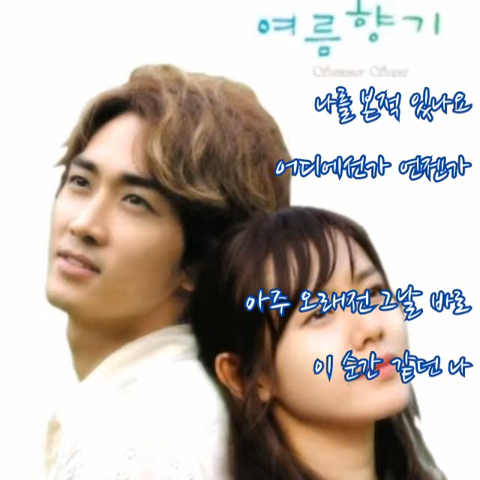 여름향기
Summer Scent
나를 본적 있나요
어디에선가 언젠가
아주 오래전 그날 바로
이 순간 같던 나